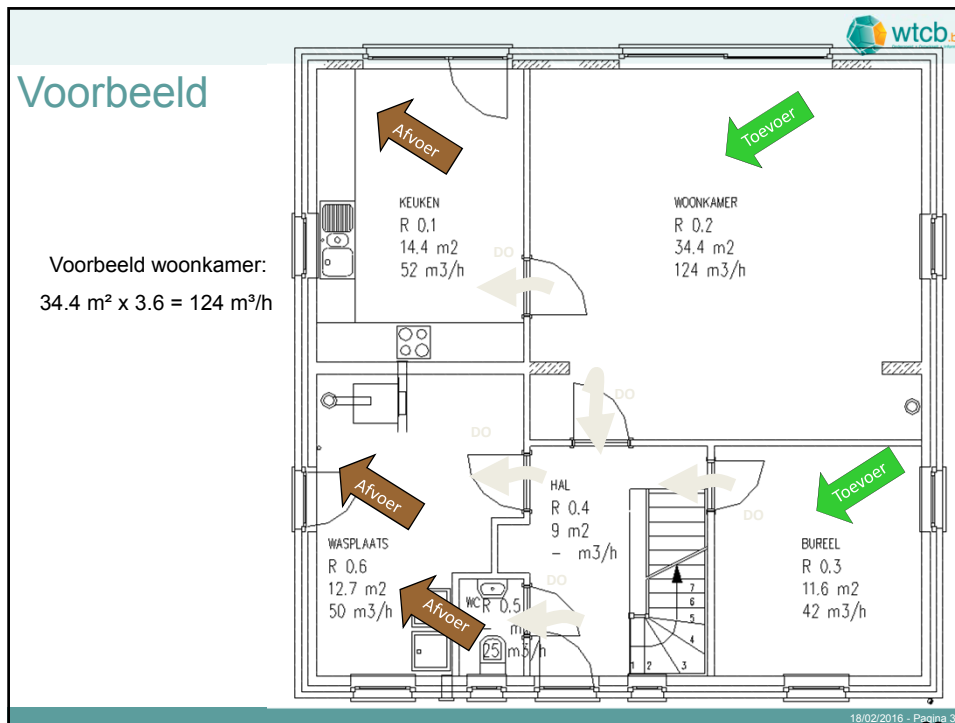 wtcb.b
Voorbeeld
Voorbeeld woonkamer:
34.4 m² x 3.6 = 124 m³/h
Afvoer
Toevoer
KEUKEN
R 0.1
14.4 m2
52 m3/h
DO
WOONKAMER
R 0.2
34.4 m2
124 m3/h
DO
DO
Afvoer
WASPLAATS
R 0.6
12.7 m2
50 m3/h
HAL
R 0.4
9 m2
- m3/h
DO
Toevoer
BUREEL
R 0.3
11.6 m2
42 m3/h
DO
Afvoer
WC
R 0.5
25 m3/h
7
6
5
4
3
2
1
18/02/2016 - Pagina 3